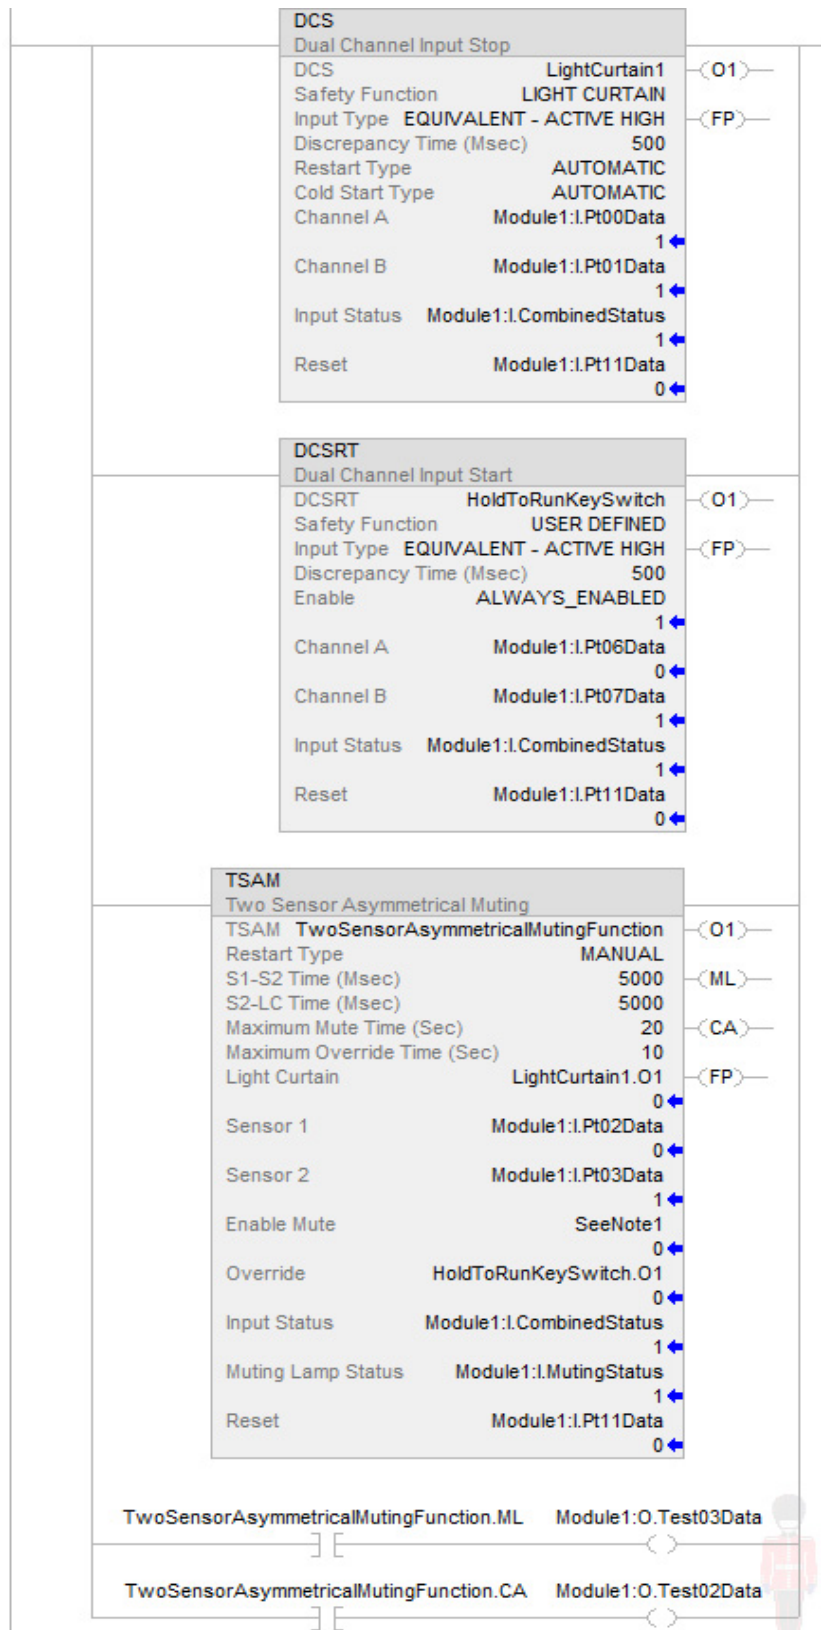 DCS
Dual Channel Input Stop
DCS LightCurtain1 O1
Safety Function LIGHT CURTAIN
Input Type EQUIVALENT - ACTIVE HIGH FP
Discrepancy Time (Msec) 500
Restart Type AUTOMATIC
Cold Start Type AUTOMATIC
Channel A Module1:I.Pt00Data
1
Channel B Module1:I.Pt01Data
1
Input Status Module1:I.CombinedStatus
1
Reset Module1:I.Pt11Data
0
DCSRT
Dual Channel Input Start
DCSRT HoldToRunKeySwitch O1
Safety Function USER DEFINED
Input Type EQUIVALENT - ACTIVE HIGH FP
Discrepancy Time (Msec) 500
Enable ALWAYS_ENABLED
1
Channel A Module1:I.Pt06Data
0
Channel B Module1:I.Pt07Data
1
Input Status Module1:I.CombinedStatus
1
Reset Module1:I.Pt11Data
0
TSAM
Two Sensor Asymmetrical Muting
TSAM TwoSensorAsymmetricalMutingFunction O1
Restart Type MANUAL
S1-S2 Time (Msec) 5000 ML
S2-LC Time (Msec) 5000
Maximum Mute Time (Sec) 20 CA
Maximum Override Time (Sec) 10
Light Curtain LightCurtain1.O1 FP
0
Sensor 1 Module1:I.Pt02Data
0
Sensor 2 Module1:I.Pt03Data
1
Enable Mute SeeNote1
0
Override HoldToRunKeySwitch.O1
0
Input Status Module1:I.CombinedStatus
1
Muting Lamp Status Module1:I.MutingStatus
1
Reset Module1:I.Pt11Data
0
TwoSensorAsymmetricalMutingFunction.ML Module1:O.Test03Data
TwoSensorAsymmetricalMutingFunction.CA Module1:O.Test02Data